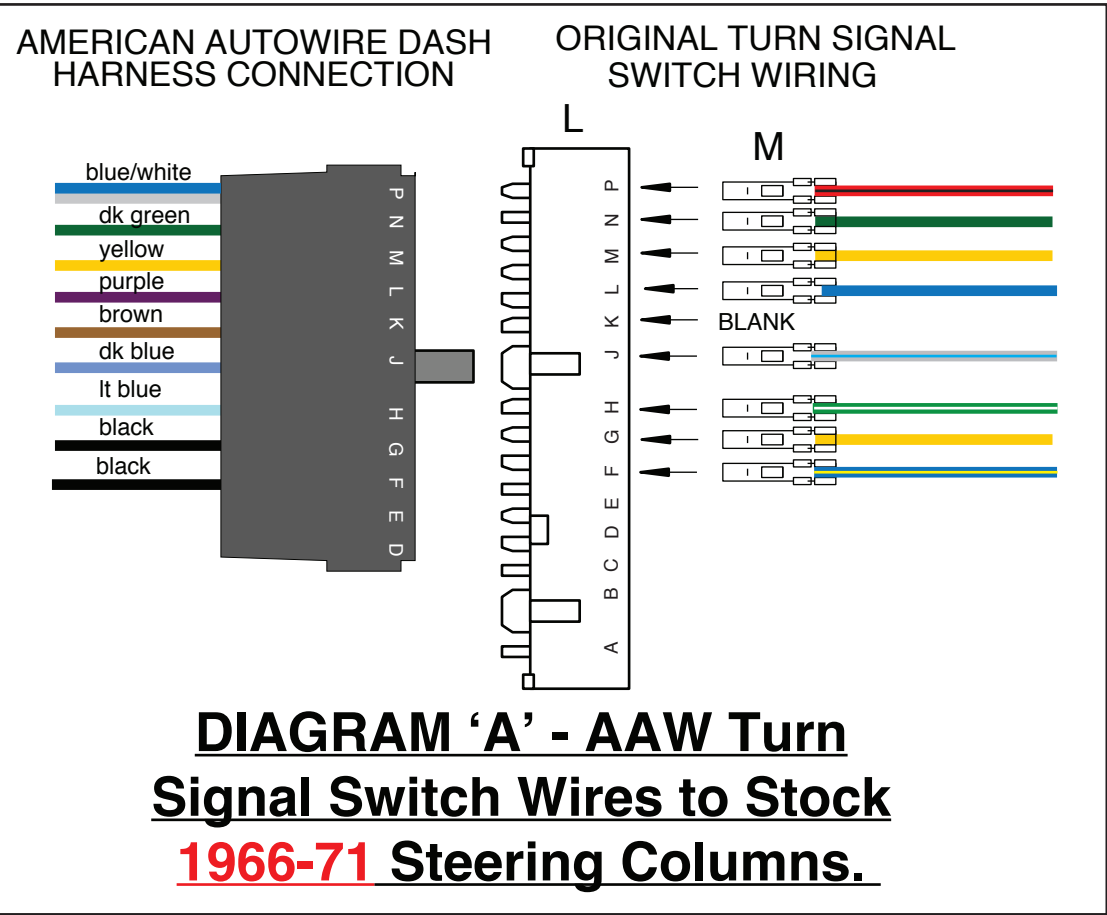 AMERICAN AUTOWIRE DASH
HARNESS CONNECTION
ORIGINAL TURN SIGNAL
SWITCH WIRING
L
M
blue/white
dk green
yellow
purple
brown
dk blue
lt blue
black
black
P
N
M
L
K
J
H
G
F
E
D
P
N
M
L
K
J
H
G
F
E
D
C
B
A
BLANK
DIAGRAM ‘A’ - AAW Turn
Signal Switch Wires to Stock
1966-71 Steering Columns.